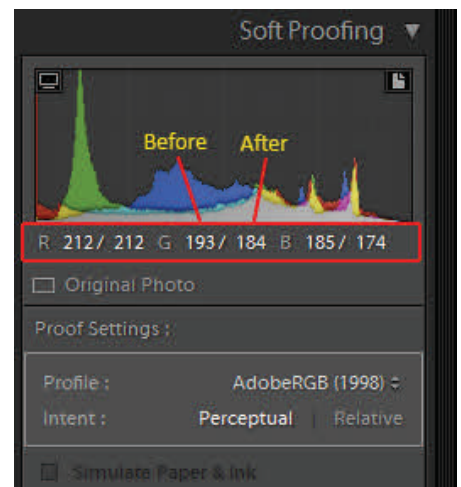 Soft Proofing ▼
Before After
R 212 / 212 G 193 / 184 B 185 / 174
Original Photo
Proof Settings :
Profile : AdobeRGB (1998)
Intent : Perceptual | Relative
Simulate Paper & Ink